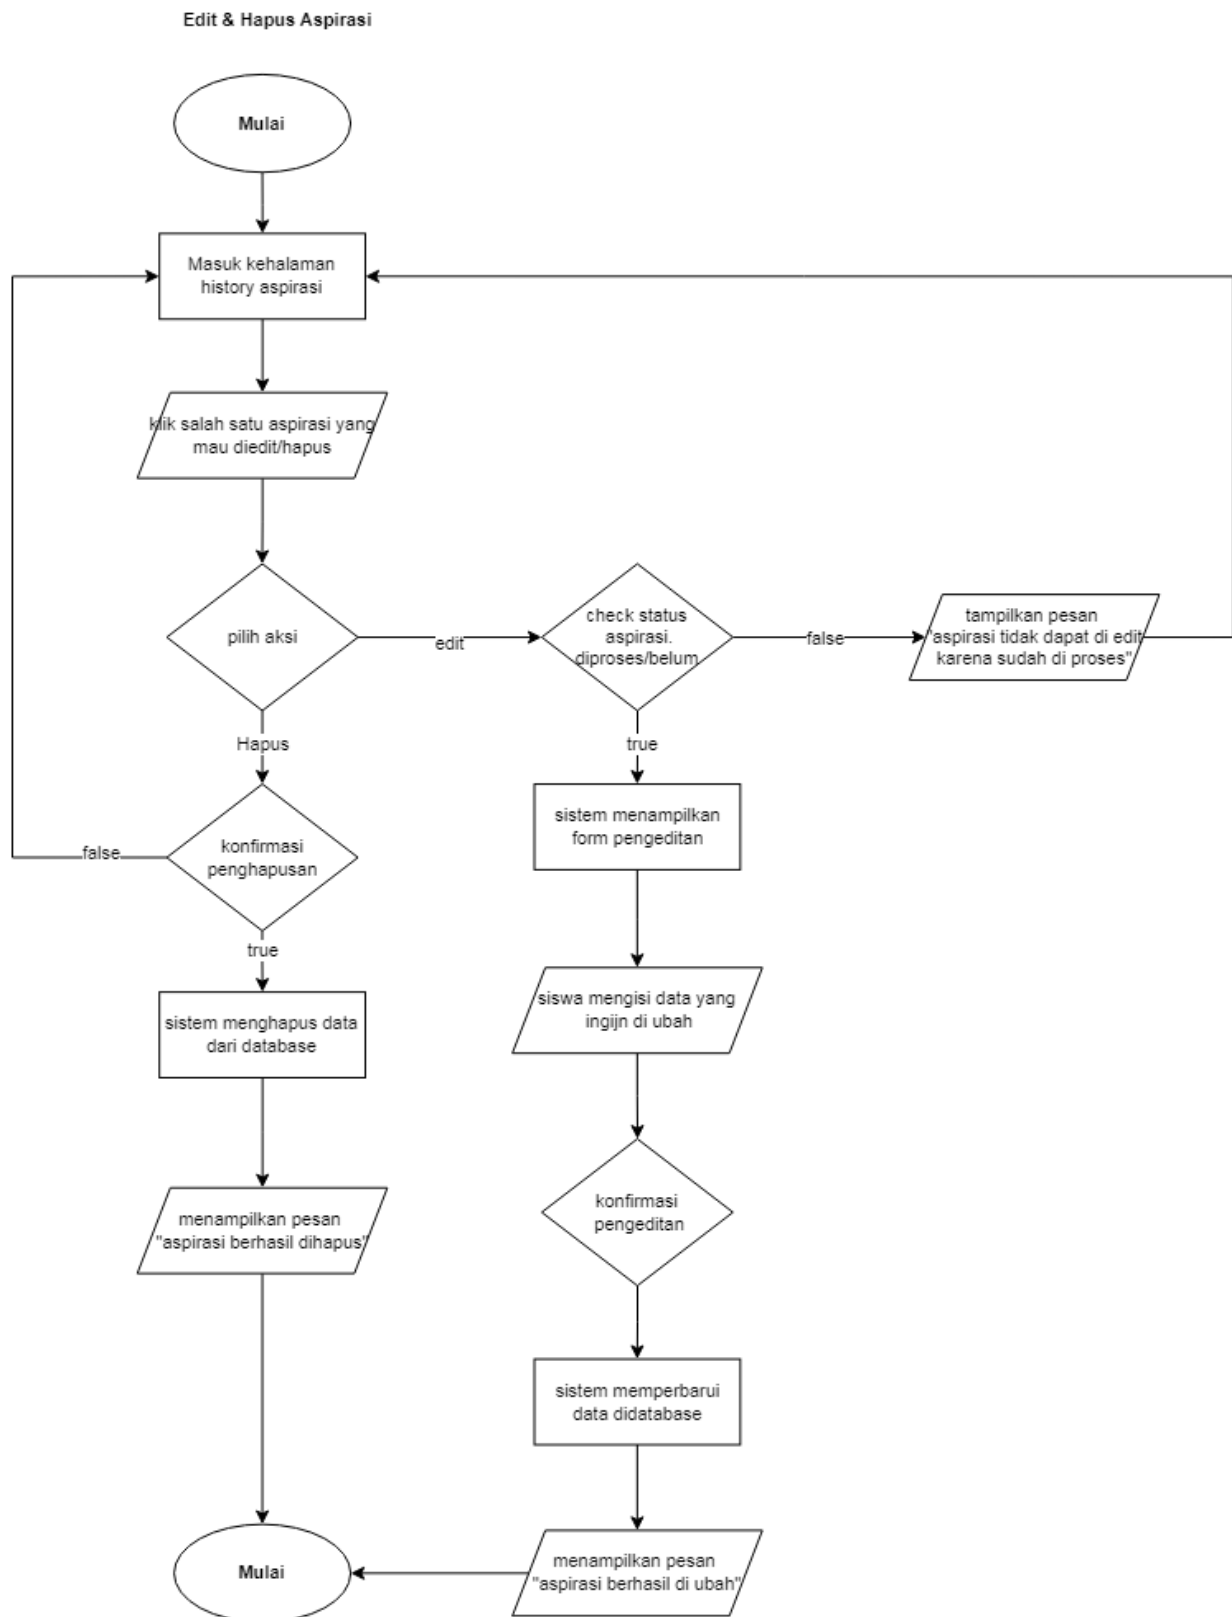 Edit & Hapus Aspirasi
Mulai
Masuk kehalaman
history aspirasi
klik salah satu aspirasi yang
mau diedit/hapus
pilih aksi
edit
check status
aspirasi.
diproses/belum
false
tampilkan pesan
"aspirasi tidak dapat di edit
karena sudah di proses"
Hapus
true
sistem menampilkan
form pengeditan
konfirmasi
penghapusan
false
true
siswa mengisi data yang
ingijn di ubah
sistem menghapus data
dari database
konfirmasi
pengeditan
menampilkan pesan
"aspirasi berhasil dihapus"
sistem memperbarui
data didatabase
menampilkan pesan
"aspirasi berhasil di ubah"
Mulai